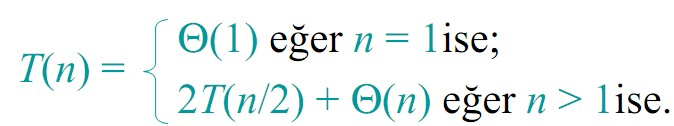 Θ(1) eğer n = 1ise;
T(n) =
2T(n/2) + Θ(n) eğer n > 1ise.